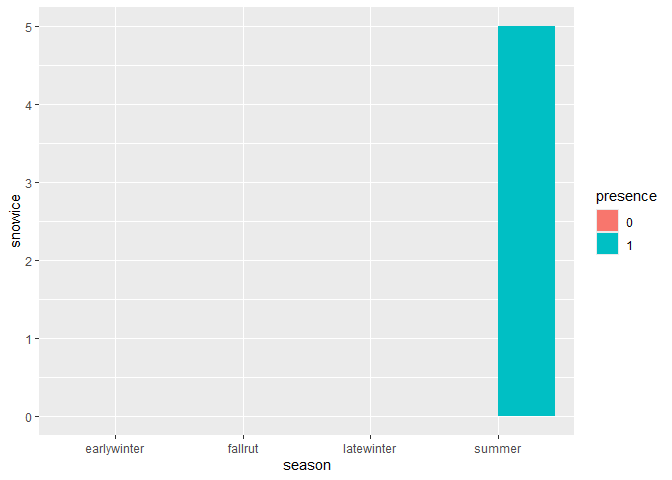 5
4
3
2
1
0
snowice
earlywinter
fallrut
latewinter
summer
season
presence
0
1